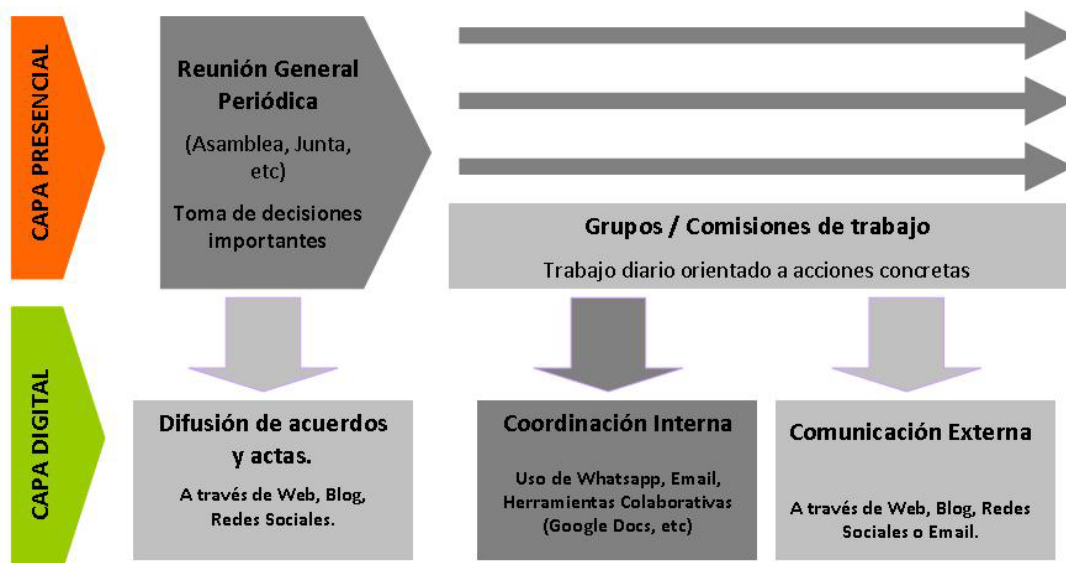 CAPA PRESENCIAL
Reunión General
Periódica
(Asamblea, Junta,
etc)
Toma de decisiones
importantes
Grupos / Comisiones de trabajo
Trabajo diario orientado a acciones concretas
CAPA DIGITAL
Difusión de acuerdos
y actas.
A través de Web, Blog,
Redes Sociales.
Coordinación Interna
Uso de Whatsapp, Email,
Herramientas Colaborativas
(Google Docs, etc)
Comunicación Externa
A través de Web, Blog, Redes
Sociales o Email.